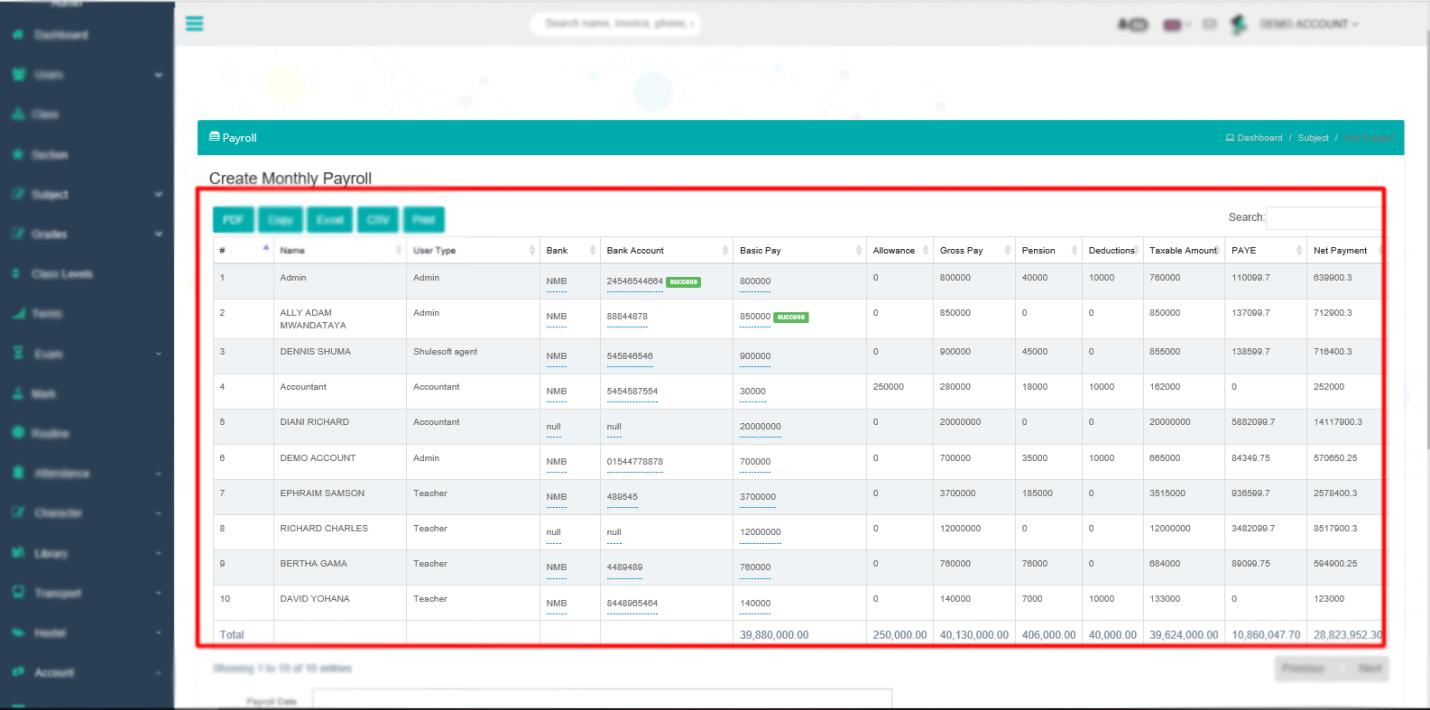 Admin
Dashboard
Users
Class
Section
Subject
Grades
Class Levels
Terms
Exam
Mark
Routine
Attendance
Character
Library
Transport
Hostel
Account
Search name, Invoice, phone,
DEMO ACCOUNT
Payroll
Dashboard / Subject /
Create Monthly Payroll
PDF Copy Excel CSV Print
Search:
# Name User Type Bank Bank Account Basic Pay Allowance Gross Pay Pension Deductions Taxable Amount PAYE Net Payment
1 Admin Admin NMB 24546544664 success 800000 0 800000 40000 10000 760000 110099.7 639900.3
2 ALLY ADAM MWANDATAYA Admin NMB 88844878 850000 success 0 850000 0 0 850000 137099.7 712900.3
3 DENNIS SHUMA Shulesoft agent NMB 545846546 900000 0 900000 45000 0 855000 138599.7 716400.3
4 Accountant Accountant NMB 5454587554 30000 250000 280000 18000 10000 162000 0 252000
5 DIANI RICHARD Accountant null null 20000000 0 20000000 0 0 20000000 5882099.7 14117900.3
6 DEMO ACCOUNT Admin NMB 01544778878 700000 0 700000 35000 10000 665000 84349.75 570650.25
7 EPHRAIM SAMSON Teacher NMB 489545 3700000 0 3700000 185000 0 3515000 936599.7 2578400.3
8 RICHARD CHARLES Teacher null null 12000000 0 12000000 0 0 12000000 3482099.7 8517900.3
9 BERTHA GAMA Teacher NMB 4489489 760000 0 760000 76000 0 684000 89099.75 594900.25
10 DAVID YOHANA Teacher NMB 8448965464 140000 0 140000 7000 10000 133000 0 123000
Total 39,880,000.00 250,000.00 40,130,000.00 406,000.00 40,000.00 39,624,000.00 10,860,047.70 28,823,952.30
Showing 1 to 10 of 10 entries
Previous Next
Payroll Date